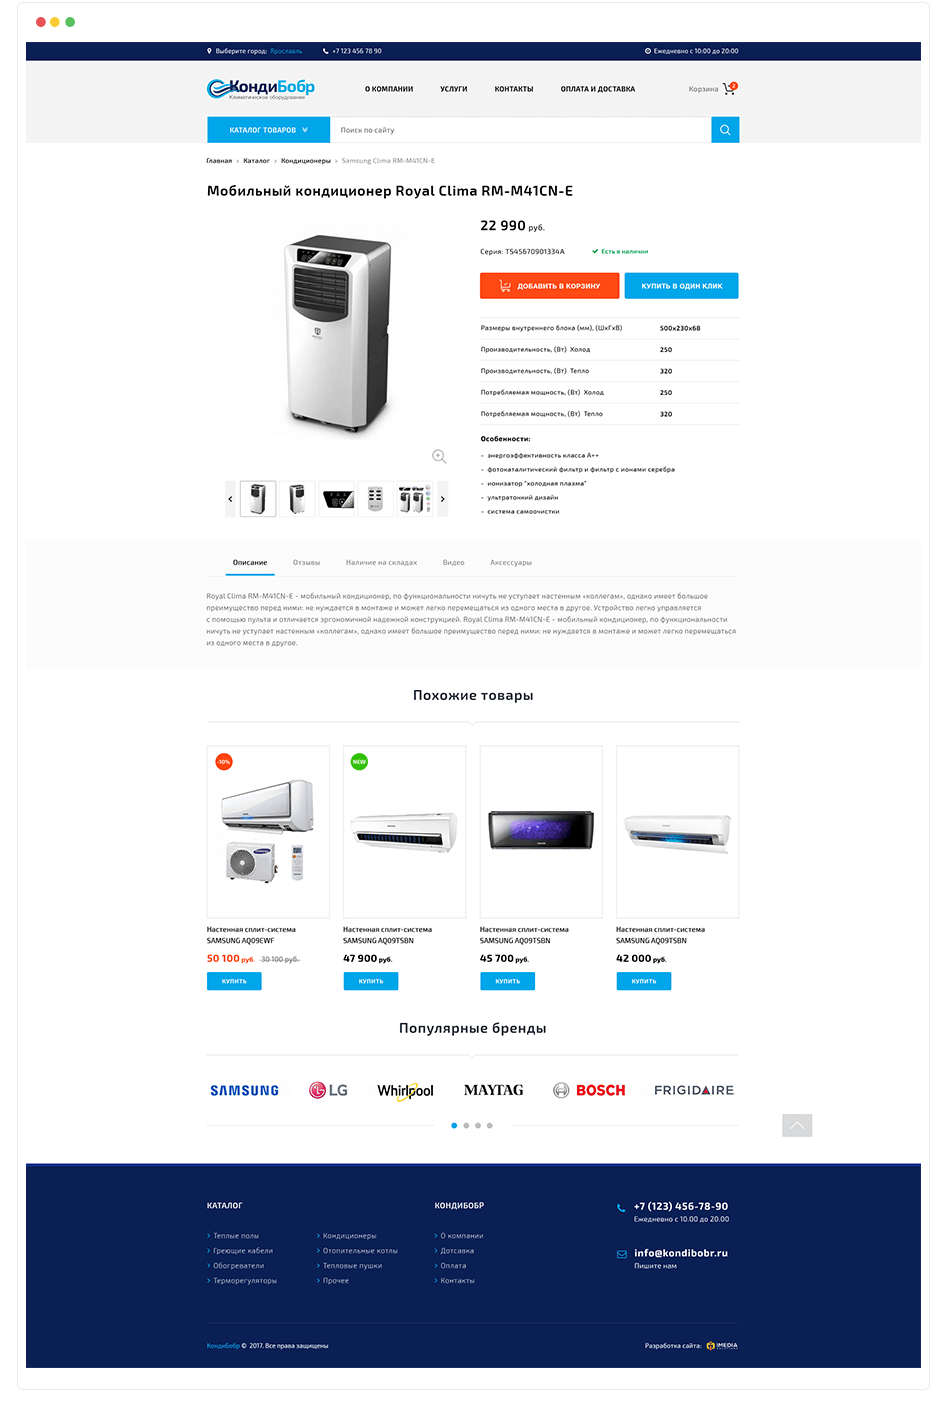 Выберите город: Ярославль +7 123 456 78 90 Ежедневно с 10:00 до 20:00
КондиБобр
Климатическое оборудование
О КОМПАНИИ УСЛУГИ КОНТАКТЫ ОПЛАТА И ДОСТАВКА Корзина
КАТАЛОГ ТОВАРОВ Поиск по сайту
Главная › Каталог › Кондиционеры › Samsung Clima RM-M41CN-E
Мобильный кондиционер Royal Clima RM-M41CN-E
22 990 руб.
Серия: TS45670901334A Есть в наличии
ДОБАВИТЬ В КОРЗИНУ КУПИТЬ В ОДИН КЛИК
Размеры внутреннего блока (мм), (ШхГхВ) 500x230x68
Производительность, (Вт) Холод 250
Производительность, (Вт) Тепло 320
Потребляемая мощность, (Вт) Холод 250
Потребляемая мощность, (Вт) Тепло 320
Особенности:
- энергоэффективность класса А++
- фотокаталитический фильтр и фильтр с ионами серебра
- ионизатор "холодная плазма"
- ультратонкий дизайн
- система самоочистки
Описание Отзывы Наличие на складах Видео Аксессуары
Royal Clima RM-M41CN-E - мобильный кондиционер, по функциональности ничуть не уступает настенным «коллегам», однако имеет большое
преимущество перед ними: не нуждается в монтаже и может легко перемещаться из одного места в другое. Устройство легко управляется
с помощью пульта и отличается эргономичной надежной конструкцией. Royal Clima RM-M41CN-E - мобильный кондиционер, по функциональности
ничуть не уступает настенным «коллегам», однако имеет большое преимущество перед ними: не нуждается в монтаже и может легко перемещаться
из одного места в другое.
Похожие товары
-10% NEW
Настенная сплит-система
SAMSUNG AQ09EWF
50 100 руб. 30 100 руб.
КУПИТЬ
Настенная сплит-система
SAMSUNG AQ09TSBN
47 900 руб.
КУПИТЬ
Настенная сплит-система
SAMSUNG AQ09TSBN
45 700 руб.
КУПИТЬ
Настенная сплит-система
SAMSUNG AQ09TSBN
42 000 руб.
КУПИТЬ
Популярные бренды
SAMSUNG LG Whirlpool MAYTAG BOSCH FRIGIDAIRE
КАТАЛОГ
Теплые полы
Греющие кабели
Обогреватели
Терморегуляторы
Кондиционеры
Отопительные котлы
Тепловые пушки
Прочее
КОНДИБОБР
О компании
Дотсавка
Оплата
Контакты
+7 (123) 456-78-90
Ежедневно с 10.00 до 20.00
info@kondibobr.ru
Пишите нам
КондиБобр © 2017. Все права защищены
Разработка сайта: IMEDIA